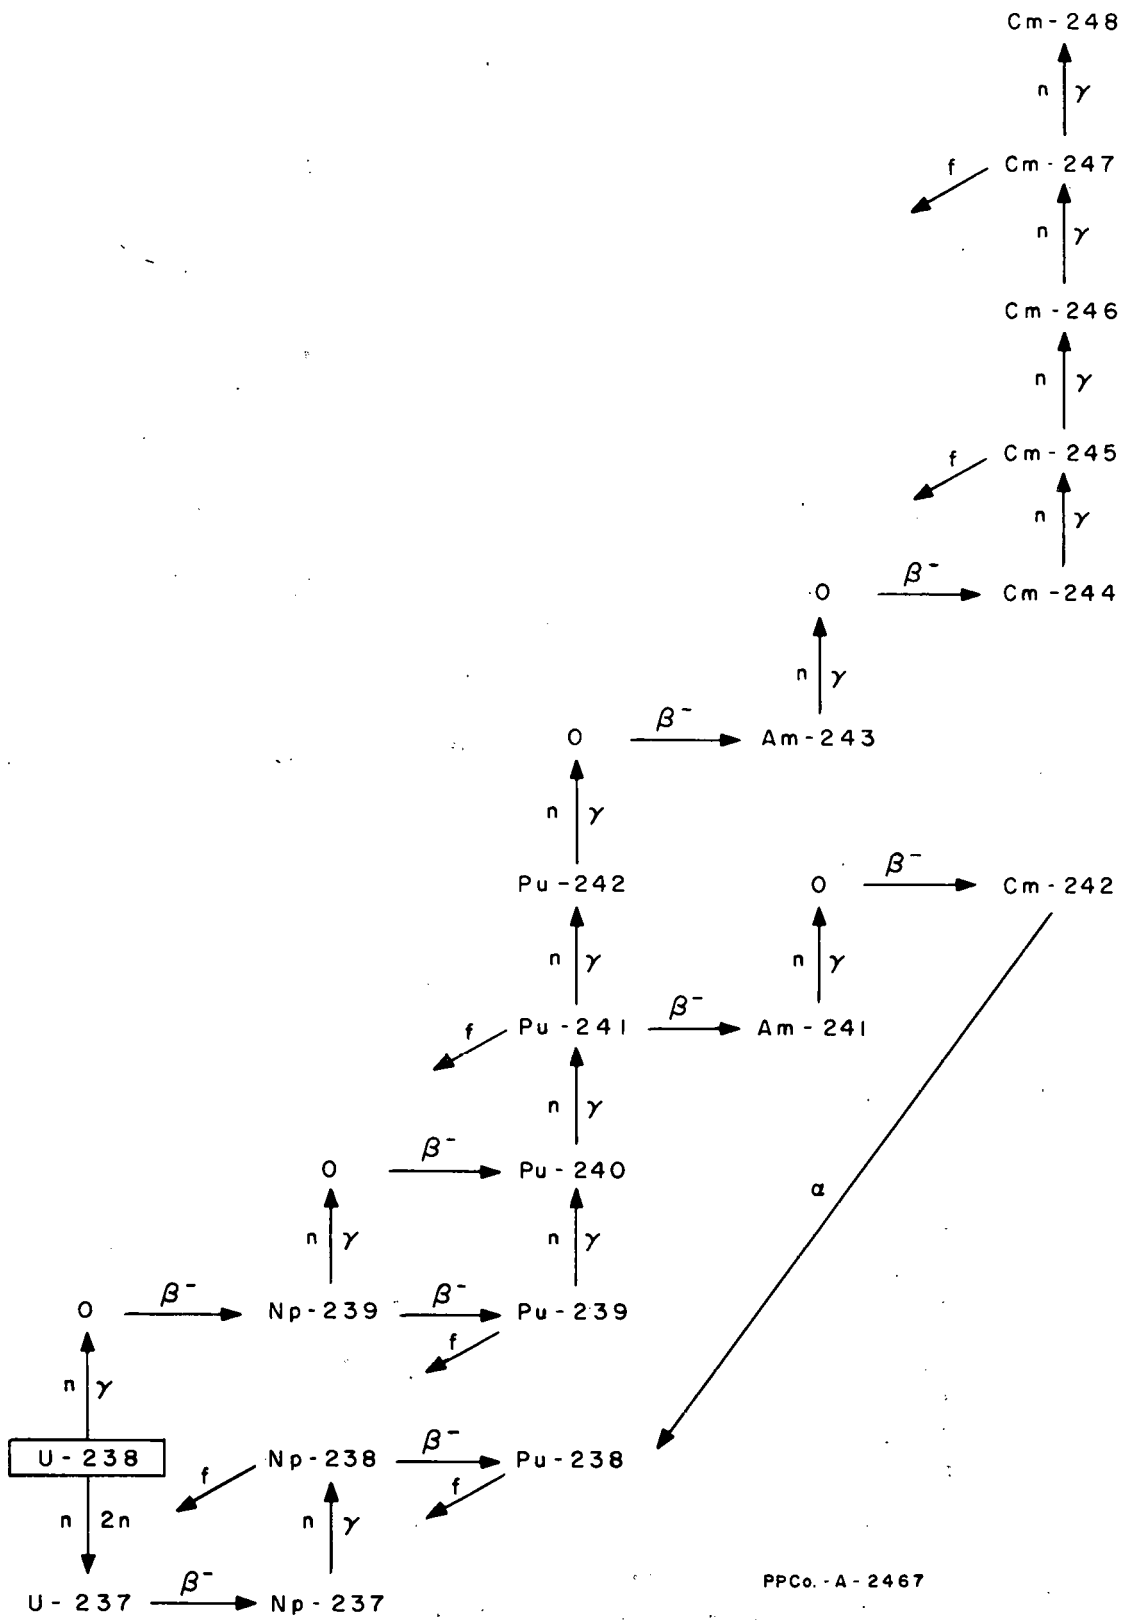 Cm-248
n γ
f Cm-247
n γ
Cm-246
n γ
f Cm-245
n γ
O β⁻ Cm-244
n γ
O β⁻ Am-243
n γ
Pu-242 O β⁻ Cm-242
n γ n γ
f Pu-241 β⁻ Am-241
n γ
O β⁻ Pu-240
α
n γ n γ
O β⁻ Np-239 β⁻ Pu-239
f
n γ
U-238 Np-238 β⁻ Pu-238
f f
n 2n n γ
U-237 β⁻ Np-237
PPCo.-A-2467